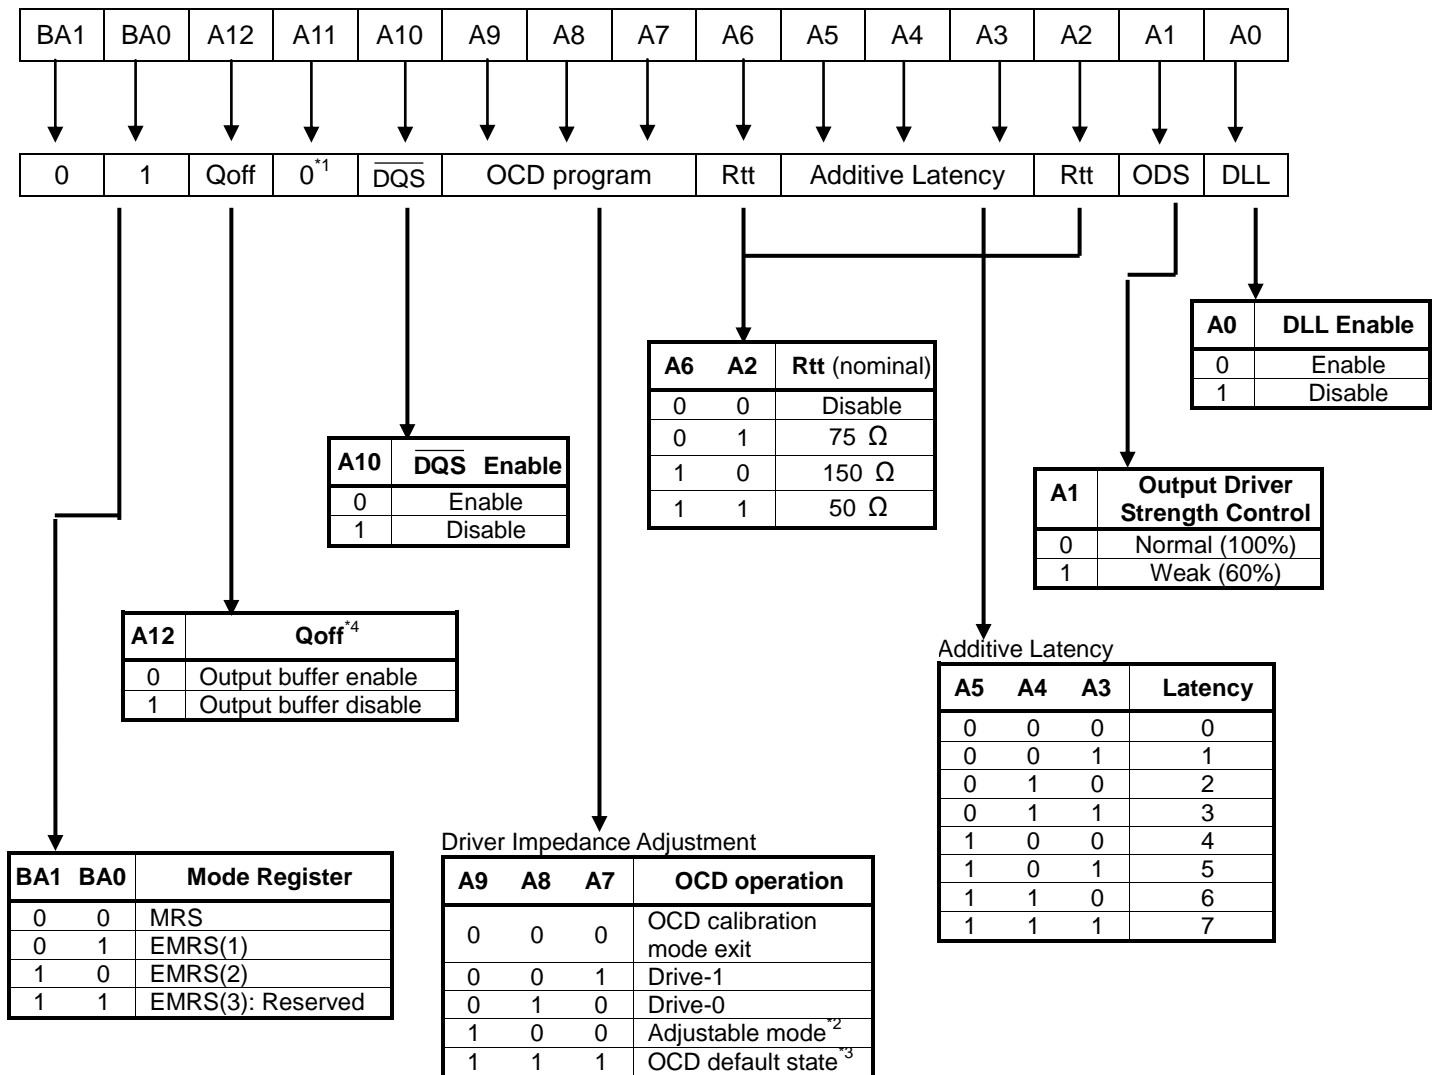 BA1 BA0 A12 A11 A10 A9 A8 A7 A6 A5 A4 A3 A2 A1 A0
0 1 Qoff 0*1 D̅Q̅S̅ OCD program Rtt Additive Latency Rtt ODS DLL
A0 DLL Enable
0 Enable
1 Disable
A6 A2 Rtt (nominal)
0 0 Disable
0 1 75 Ω
1 0 150 Ω
1 1 50 Ω
A10 D̅Q̅S̅ Enable
0 Enable
1 Disable
A1 Output Driver
Strength Control
0 Normal (100%)
1 Weak (60%)
A12 Qoff*4
0 Output buffer enable
1 Output buffer disable
Additive Latency
A5 A4 A3 Latency
0 0 0 0
0 0 1 1
0 1 0 2
0 1 1 3
1 0 0 4
1 0 1 5
1 1 0 6
1 1 1 7
BA1 BA0 Mode Register
0 0 MRS
0 1 EMRS(1)
1 0 EMRS(2)
1 1 EMRS(3): Reserved
Driver Impedance Adjustment
A9 A8 A7 OCD operation
0 0 0 OCD calibration
mode exit
0 0 1 Drive-1
0 1 0 Drive-0
1 0 0 Adjustable mode*2
1 1 1 OCD default state*3